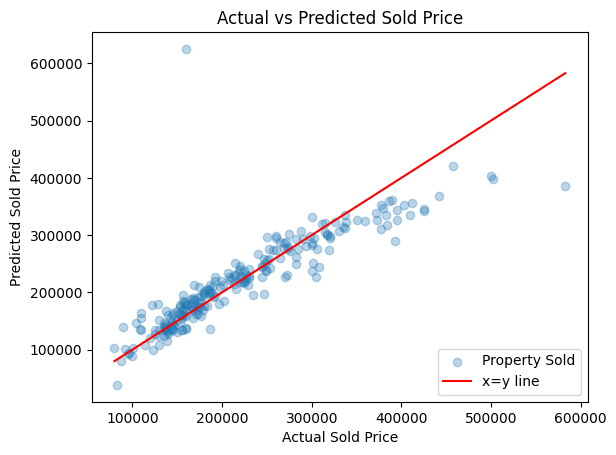 Actual vs Predicted Sold Price
600000
500000
400000
300000
200000
100000
Predicted Sold Price
Property Sold
x=y line
100000 200000 300000 400000 500000 600000
Actual Sold Price